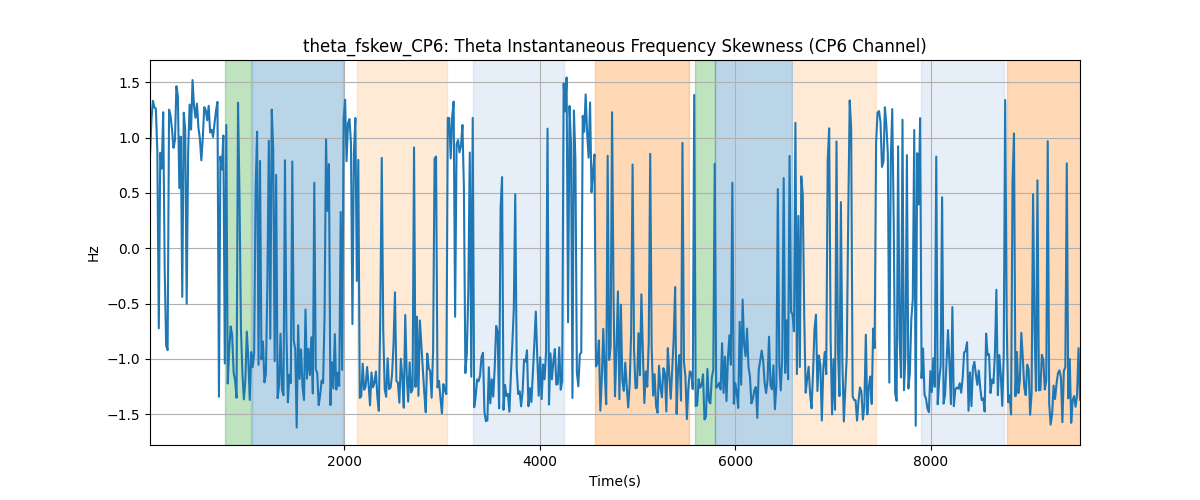 theta_fskew_CP6: Theta Instantaneous Frequency Skewness (CP6 Channel)
1.5
1.0
0.5
0.0
−0.5
−1.0
−1.5
Hz
2000 4000 6000 8000
Time(s)